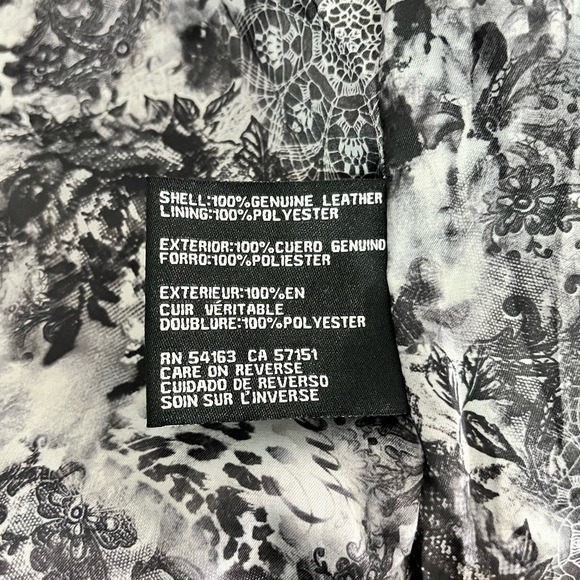 SHELL:100%GENUINE LEATHER
LINING:100%POLYESTER
EXTERIOR:100%CUERO GENUINO
FORRO:100%POLIESTER
EXTERIEUR:100%EN
CUIR VÉRITABLE
DOUBLURE:100%POLYESTER
RN 54163 CA 57151
CARE ON REVERSE
CUIDADO DE REVERSO
SOIN SUR L'INVERSE